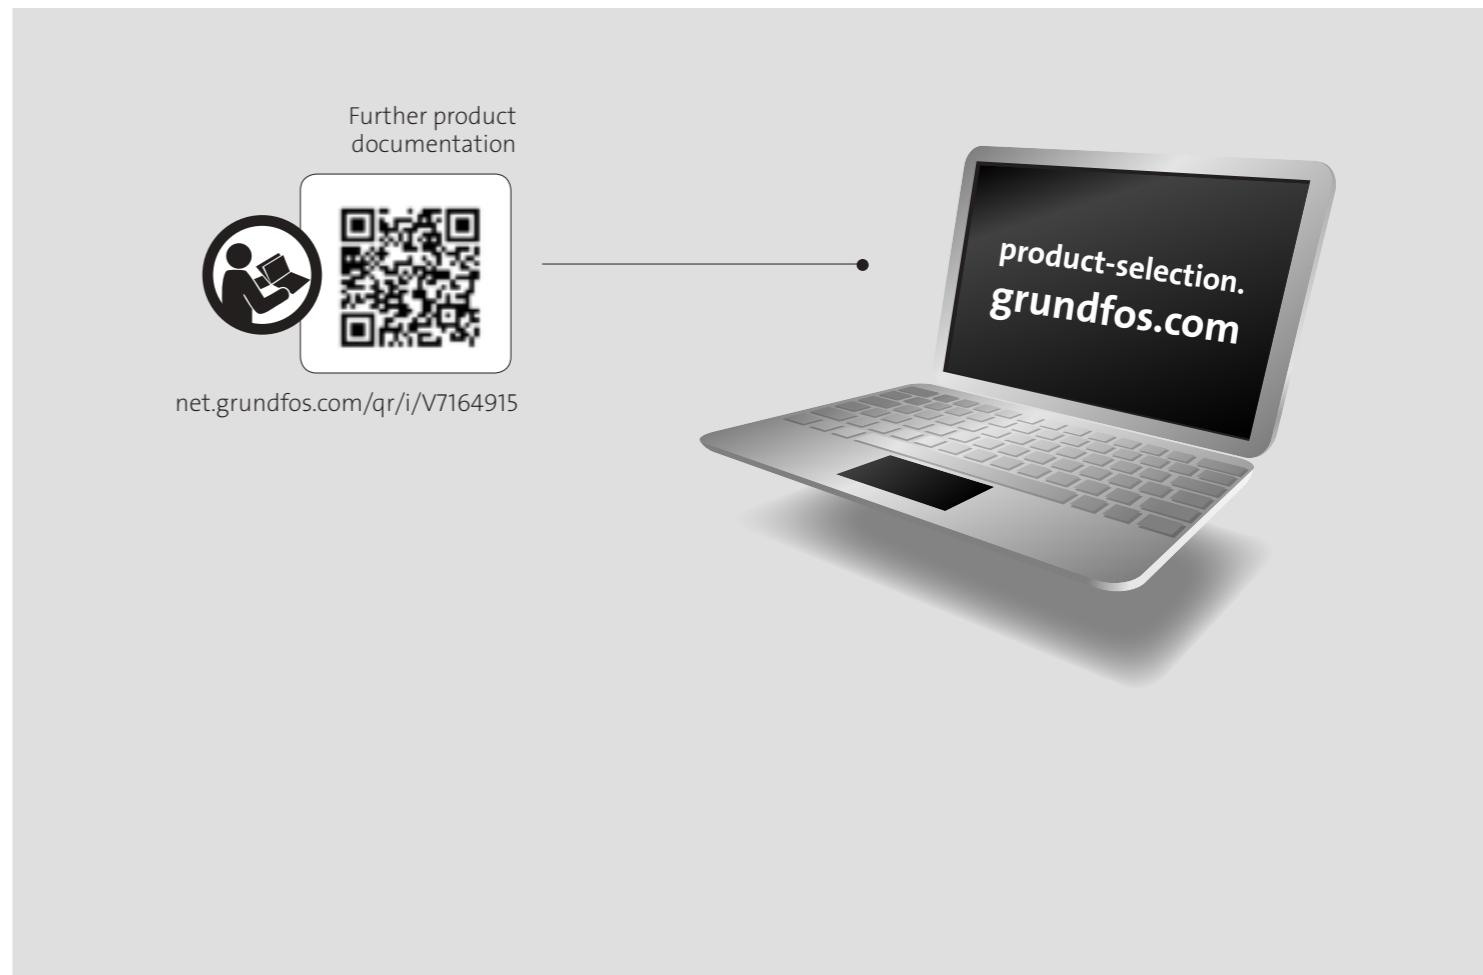 Further product
documentation
net.grundfos.com/qr/i/V7164915
product-selection.
grundfos.com